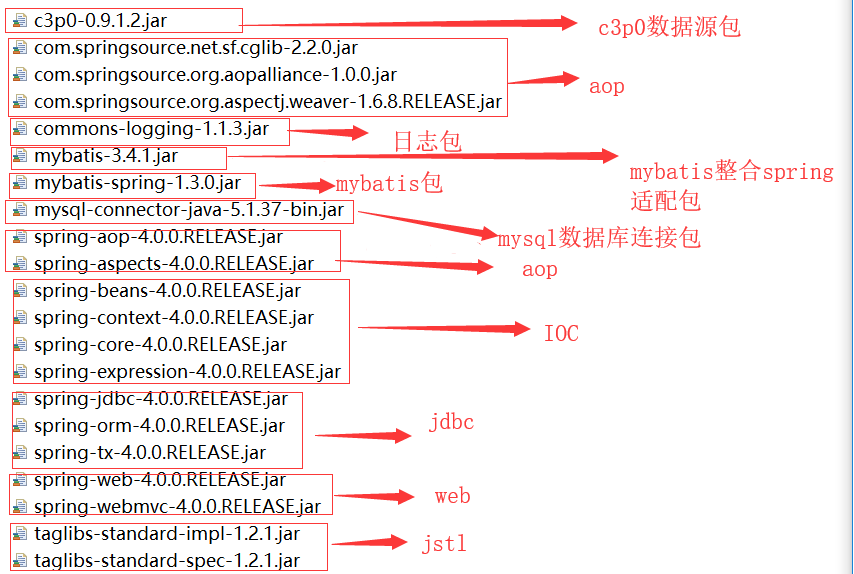 c3p0-0.9.1.2.jar
c3p0数据源包
com.springsource.net.sf.cglib-2.2.0.jar
com.springsource.org.aopalliance-1.0.0.jar
com.springsource.org.aspectj.weaver-1.6.8.RELEASE.jar
aop
commons-logging-1.1.3.jar
日志包
mybatis-3.4.1.jar
mybatis整合spring
适配包
mybatis-spring-1.3.0.jar
mybatis包
mysql-connector-java-5.1.37-bin.jar
mysql数据库连接包
spring-aop-4.0.0.RELEASE.jar
spring-aspects-4.0.0.RELEASE.jar
aop
spring-beans-4.0.0.RELEASE.jar
spring-context-4.0.0.RELEASE.jar
spring-core-4.0.0.RELEASE.jar
spring-expression-4.0.0.RELEASE.jar
IOC
spring-jdbc-4.0.0.RELEASE.jar
spring-orm-4.0.0.RELEASE.jar
spring-tx-4.0.0.RELEASE.jar
jdbc
spring-web-4.0.0.RELEASE.jar
spring-webmvc-4.0.0.RELEASE.jar
web
taglibs-standard-impl-1.2.1.jar
taglibs-standard-spec-1.2.1.jar
jstl